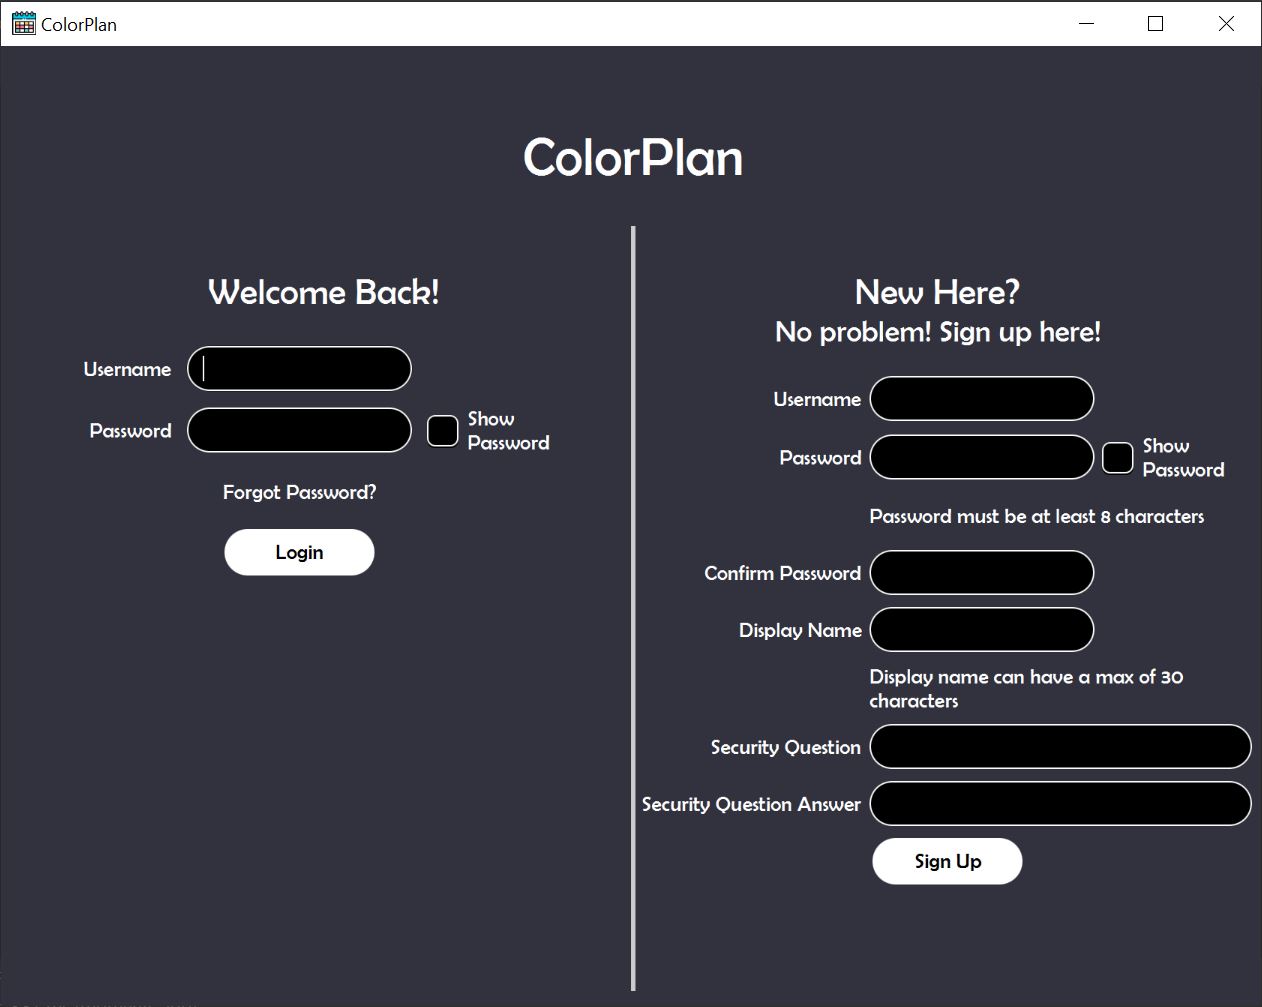 ColorPlan
ColorPlan
Welcome Back!
Username
Password
Show
Password
Forgot Password?
Login
New Here?
No problem! Sign up here!
Username
Password
Show
Password
Password must be at least 8 characters
Confirm Password
Display Name
Display name can have a max of 30
characters
Security Question
Security Question Answer
Sign Up